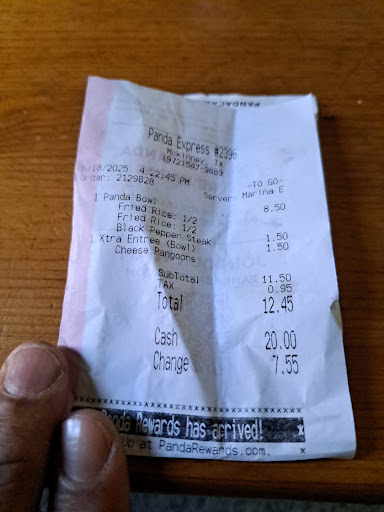 PANDACAR
Panda Express #2396
McKinney, TX
(972)547-9889
6/18/2025 4:22:45 PM
-TO GO-
Order: 2129828 Server: Marina E
1 Panda Bowl 8.50
Fried Rice: 1/2
Fried Rice: 1/2
Black Pepper Steak 1.50
1 Xtra Entree (Bowl) 1.50
Cheese Rangoons
SubTotal 11.50
TAX 0.95
Total 12.45
Cash 20.00
Change 7.55
Panda Rewards has arrived! x
Up at PandaRewards.com. x